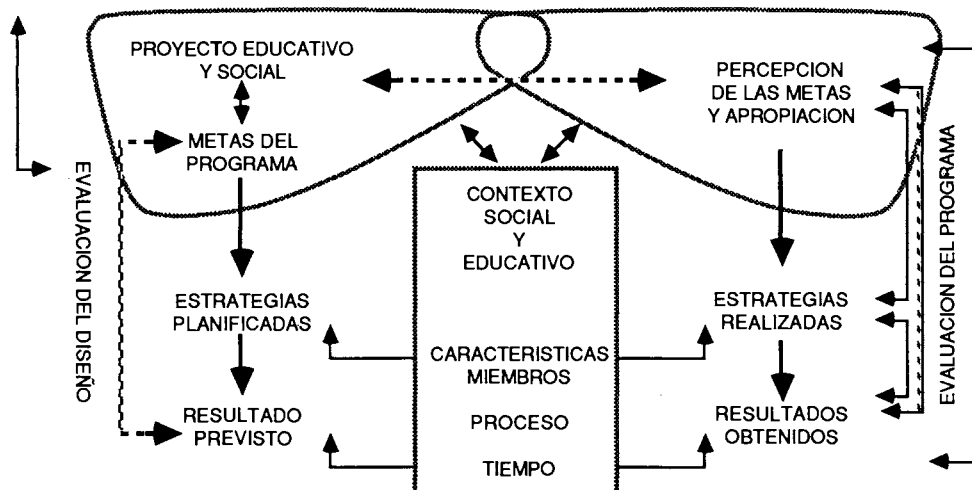 PROYECTO EDUCATIVO
Y SOCIAL
METAS DEL
PROGRAMA
ESTRATEGIAS
PLANIFICADAS
RESULTADO
PREVISTO
EVALUACION DEL DISEÑO
CONTEXTO
SOCIAL
Y
EDUCATIVO
CARACTERISTICAS
MIEMBROS
PROCESO
TIEMPO
PERCEPCION
DE LAS METAS
Y APROPIACION
ESTRATEGIAS
REALIZADAS
RESULTADOS
OBTENIDOS
EVALUACION DEL PROGRAMA